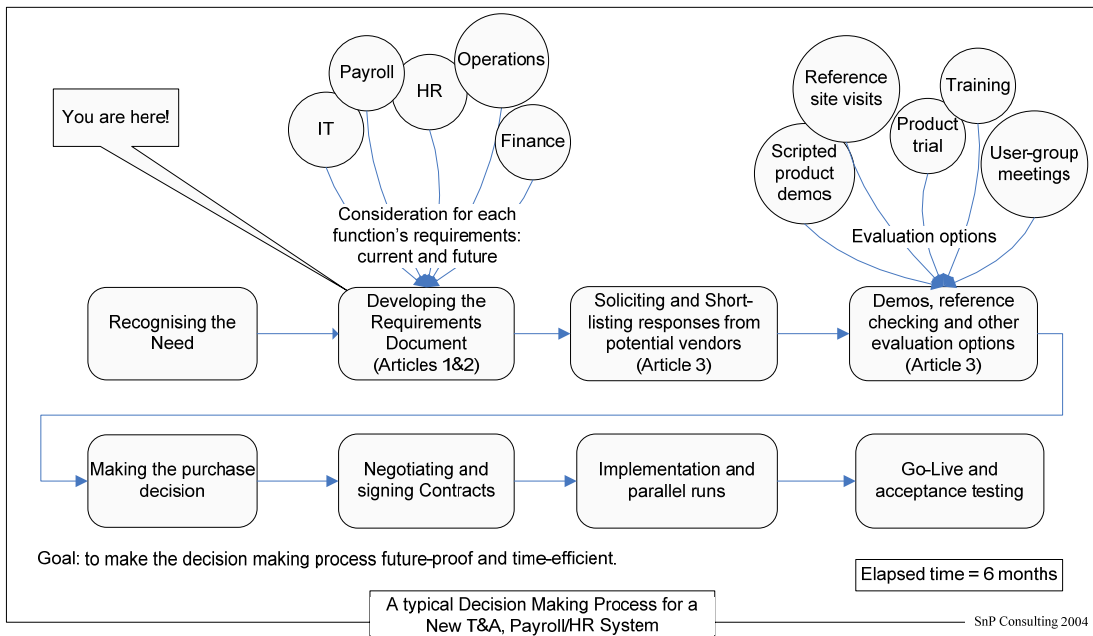 You are here!
IT
Payroll
HR
Operations
Finance
Consideration for each
function's requirements:
current and future
Scripted
product
demos
Reference
site visits
Product
trial
Training
User-group
meetings
Evaluation options
Recognising the
Need
Developing the
Requirements
Document
(Articles 1&2)
Soliciting and Short-
listing responses from
potential vendors
(Article 3)
Demos, reference
checking and other
evaluation options
(Article 3)
Making the purchase
decision
Negotiating and
signing Contracts
Implementation and
parallel runs
Go-Live and
acceptance testing
Goal: to make the decision making process future-proof and time-efficient.
Elapsed time = 6 months
A typical Decision Making Process for a
New T&A, Payroll/HR System
SnP Consulting 2004